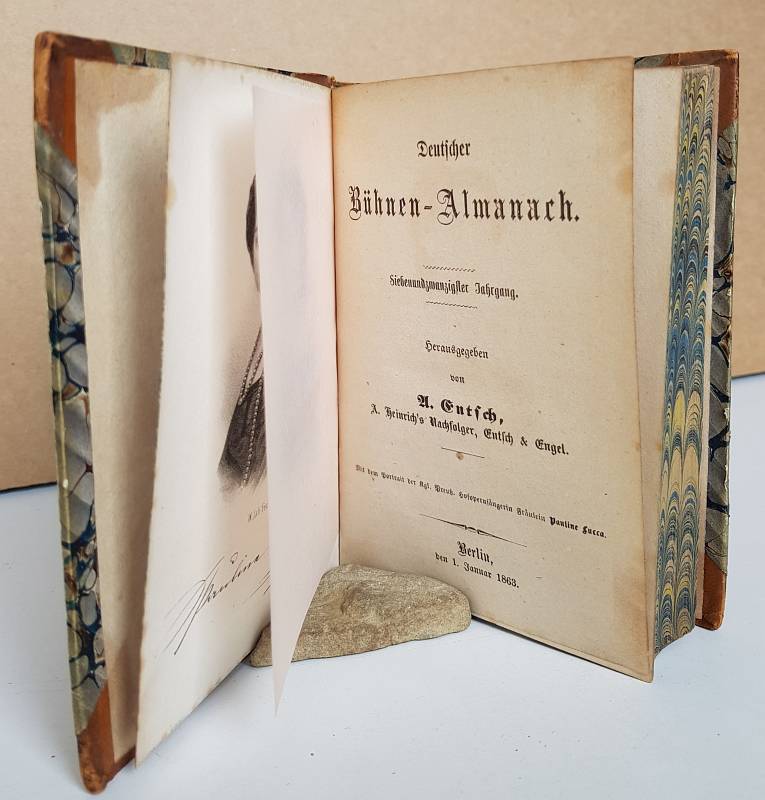 Pauline
Deutscher
Bühnen-Almanach.
Siebenundzwanzigster Jahrgang.
Herausgegeben
von
A. Entsch,
A. Heinrich's Nachfolger, Entsch & Engel.
Mit dem Portrait der Kgl. Preuß. Hofopernsängerin Fräulein Pauline Lucca.
Berlin,
den 1. Januar 1863.